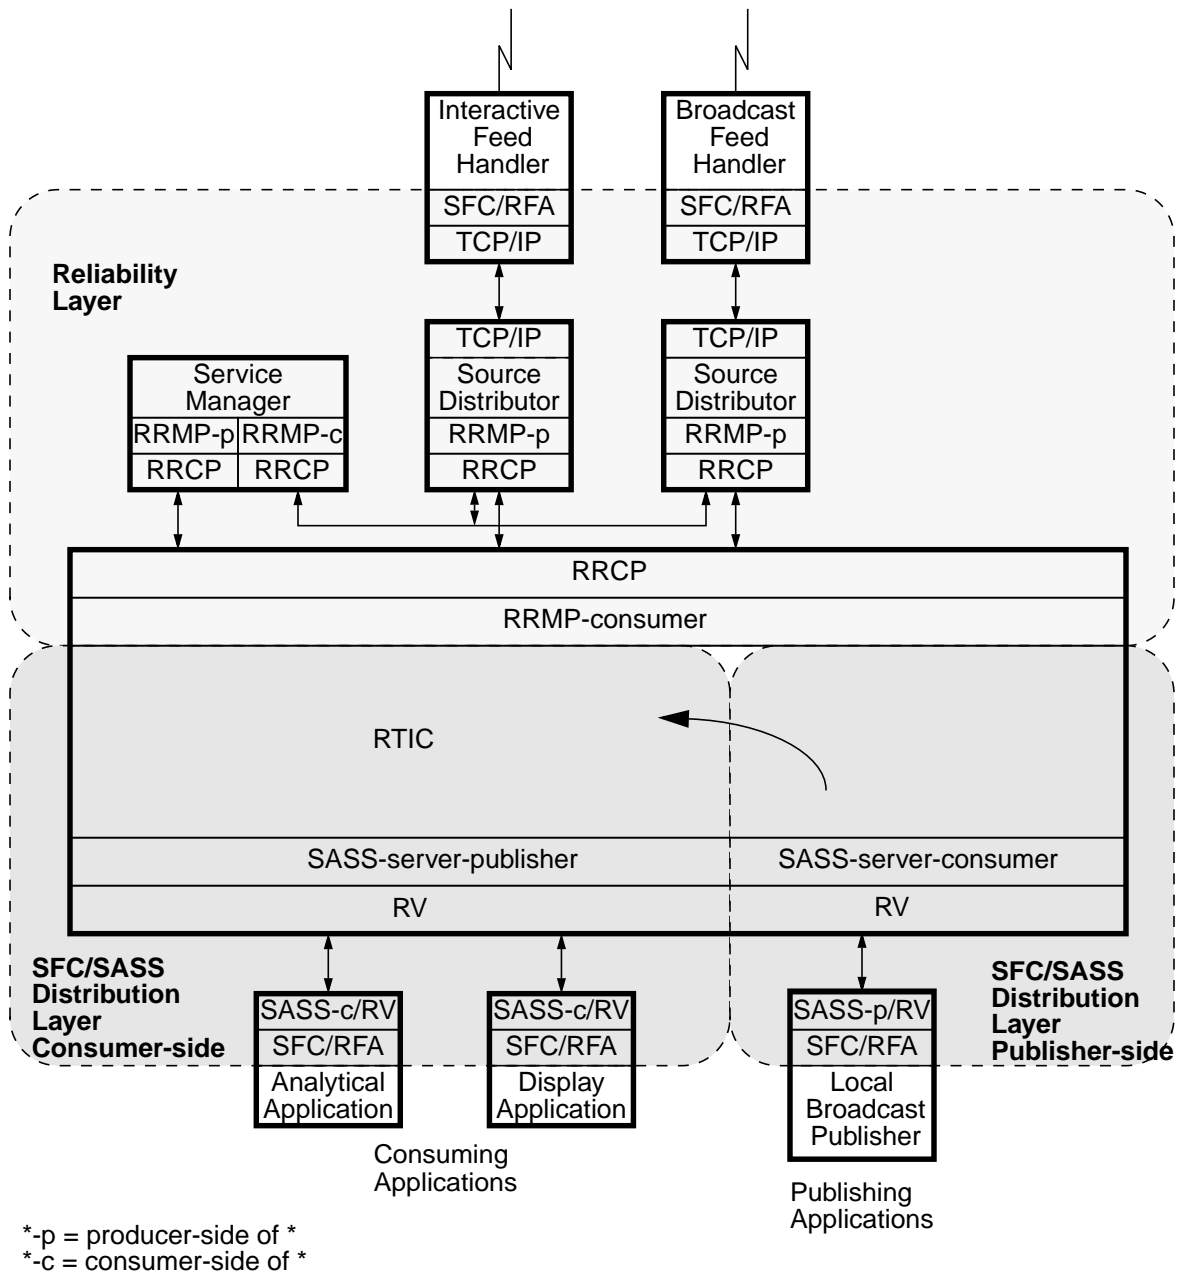 Interactive
Feed
Handler
SFC/RFA
TCP/IP
Broadcast
Feed
Handler
SFC/RFA
TCP/IP
Reliability
Layer
TCP/IP
Source
Distributor
RRMP-p
RRCP
TCP/IP
Source
Distributor
RRMP-p
RRCP
Service
Manager
RRMP-p RRMP-c
RRCP RRCP
RRCP
RRMP-consumer
RTIC
SASS-server-publisher SASS-server-consumer
RV RV
SFC/SASS
Distribution
Layer
Consumer-side
SFC/SASS
Distribution
Layer
Publisher-side
SASS-c/RV
SFC/RFA
Analytical
Application
SASS-c/RV
SFC/RFA
Display
Application
SASS-p/RV
SFC/RFA
Local
Broadcast
Publisher
Consuming
Applications
Publishing
Applications
*-p = producer-side of *
*-c = consumer-side of *